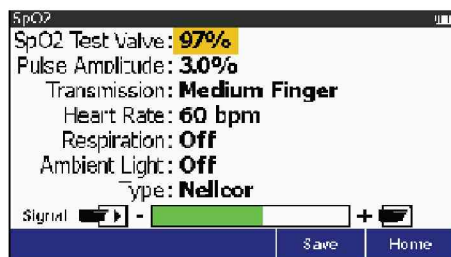 SpO2
SpO2 Test Valve: 97%
Pulse Amplitude: 3.0%
Transmission: Medium Finger
Heart Rate: 60 bpm
Respiration: Off
Ambient Light: Off
Type: Nellcor
Signal - +
Save Home